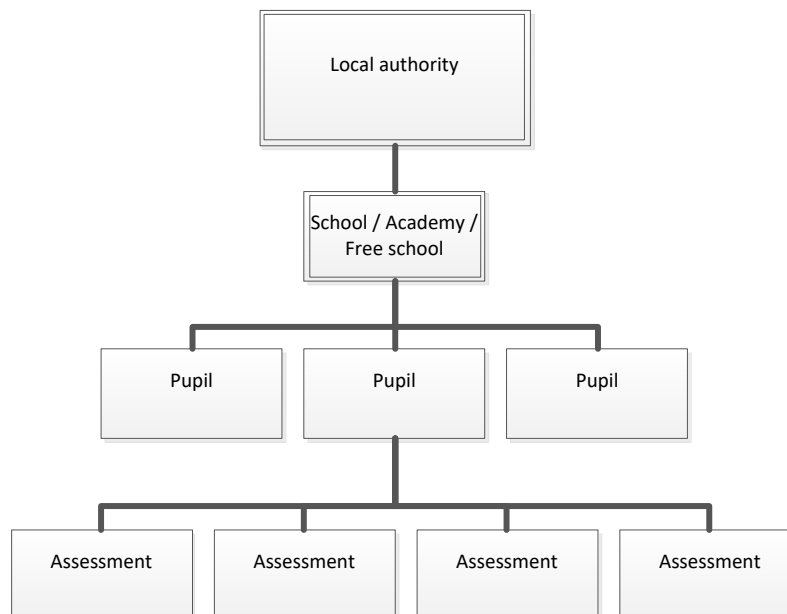 Local authority
School / Academy /
Free school
Pupil
Pupil
Pupil
Assessment
Assessment
Assessment
Assessment